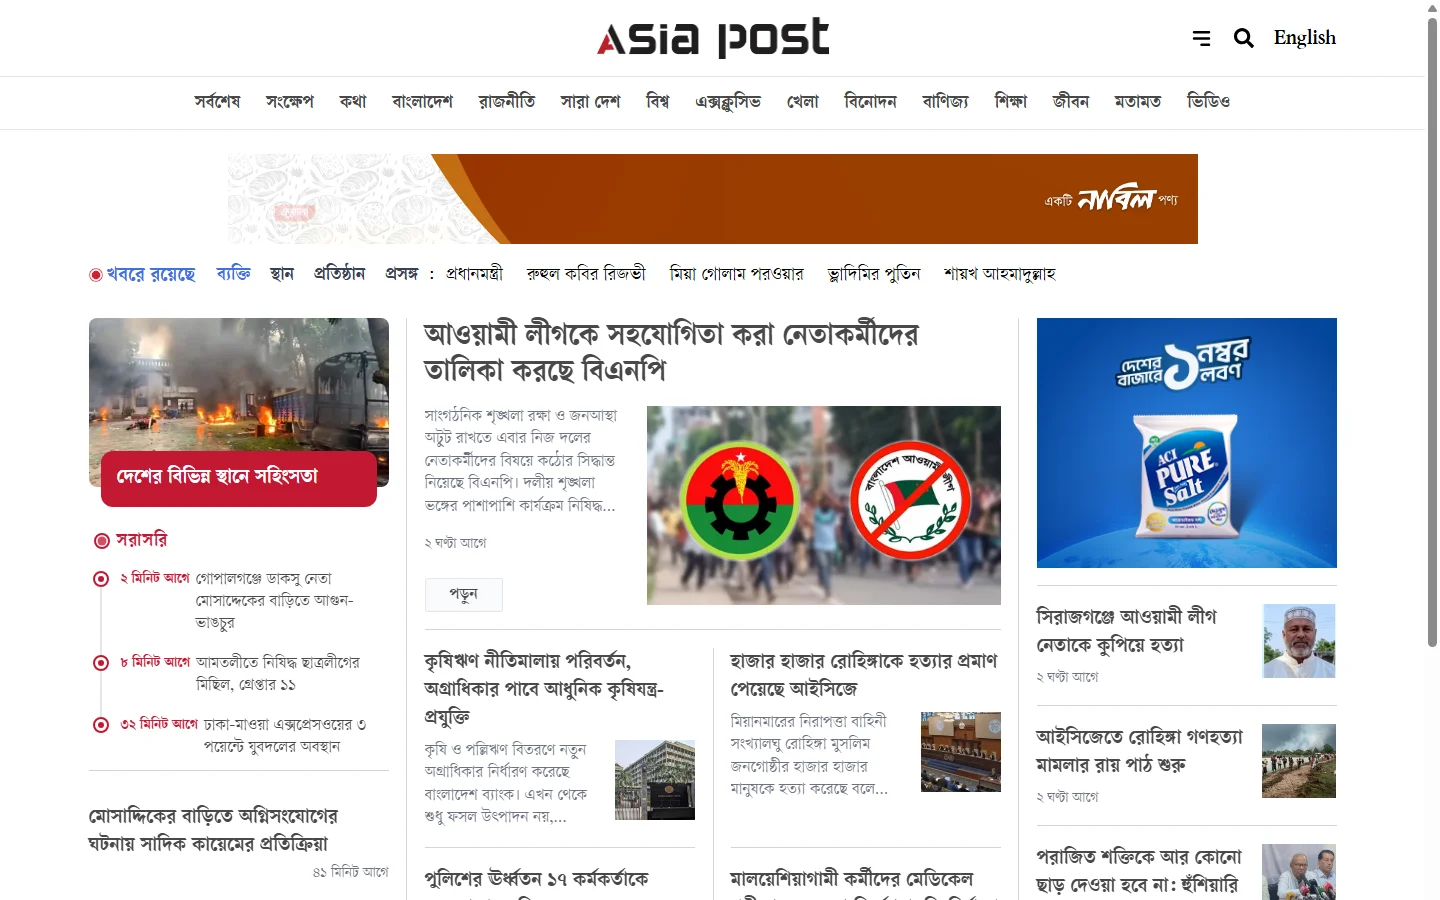 Asia post
English
সর্বশেষ সংক্ষেপ কথা বাংলাদেশ রাজনীতি সারা দেশ বিশ্ব এক্সক্লুসিভ খেলা বিনোদন বাণিজ্য শিক্ষা জীবন মতামত ভিডিও
একটি নাবিল পণ্য
খবরে রয়েছে ব্যক্তি স্থান প্রতিষ্ঠান প্রসঙ্গ : প্রধানমন্ত্রী রুহুল কবির রিজভী মিয়া গোলাম পরওয়ার ভ্লাদিমির পুতিন শায়খ আহমাদুল্লাহ
দেশের বিভিন্ন স্থানে সহিংসতা
সরাসরি
২ মিনিট আগে গোপালগঞ্জে ডাকসু নেতা
মোসাদ্দেকের বাড়িতে আগুন-
ভাঙচুর
৮ মিনিট আগে আমতলীতে নিষিদ্ধ ছাত্রলীগের
মিছিল, গ্রেপ্তার ১১
৩২ মিনিট আগে ঢাকা-মাওয়া এক্সপ্রেসওয়ের ৩
পয়েন্টে যুবদলের অবস্থান
মোসাদ্দিকের বাড়িতে অগ্নিসংযোগের
ঘটনায় সাদিক কায়েমের প্রতিক্রিয়া
৪১ মিনিট আগে
আওয়ামী লীগকে সহযোগিতা করা নেতাকর্মীদের
তালিকা করছে বিএনপি
সাংগঠনিক শৃঙ্খলা রক্ষা ও জনআস্থা
অটুট রাখতে এবার নিজ দলের
নেতাকর্মীদের বিষয়ে কঠোর সিদ্ধান্ত
নিয়েছে বিএনপি। দলীয় শৃঙ্খলা
ভঙ্গের পাশাপাশি কার্যক্রম নিষিদ্ধ...
২ ঘণ্টা আগে
পড়ুন
বাংলাদেশ আওয়ামী লীগ
কৃষিঋণ নীতিমালায় পরিবর্তন,
অগ্রাধিকার পাবে আধুনিক কৃষিযন্ত্র-
প্রযুক্তি
কৃষি ও পল্লিঋণ বিতরণে নতুন
অগ্রাধিকার নির্ধারণ করেছে
বাংলাদেশ ব্যাংক। এখন থেকে
শুধু ফসল উৎপাদন নয়,...
পুলিশের ঊর্ধ্বতন ১৭ কর্মকর্তাকে
হাজার হাজার রোহিঙ্গাকে হত্যার প্রমাণ
পেয়েছে আইসিজে
মিয়ানমারের নিরাপত্তা বাহিনী
সংখ্যালঘু রোহিঙ্গা মুসলিম
জনগোষ্ঠীর হাজার হাজার
মানুষকে হত্যা করেছে বলে...
মালয়েশিয়াগামী কর্মীদের মেডিকেল
দেশের বাজারে ১ নম্বর লবণ
ACI
PURE
Salt
সিরাজগঞ্জে আওয়ামী লীগ
নেতাকে কুপিয়ে হত্যা
২ ঘণ্টা আগে
আইসিজেতে রোহিঙ্গা গণহত্যা
মামলার রায় পাঠ শুরু
২ ঘণ্টা আগে
পরাজিত শক্তিকে আর কোনো
ছাড় দেওয়া হবে না: হুঁশিয়ারি